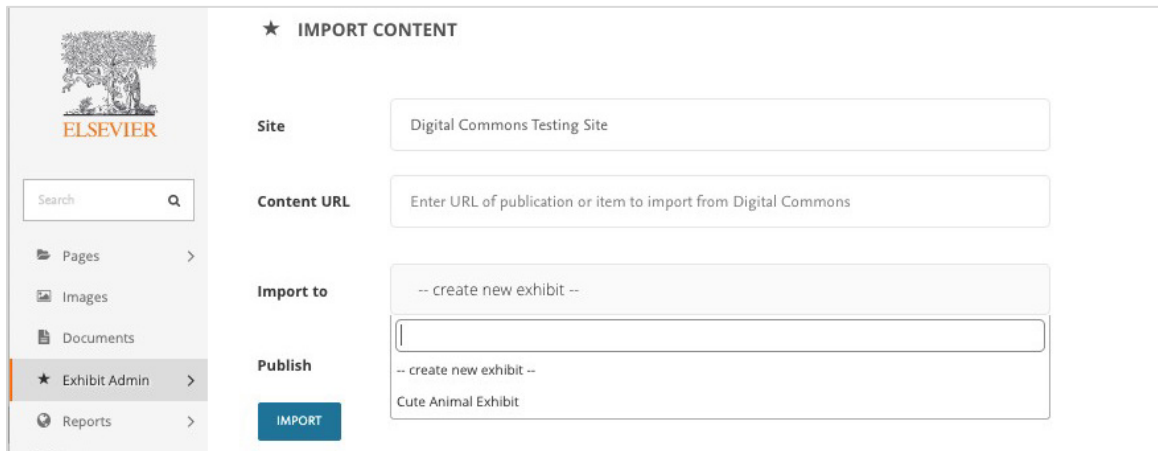 ELSEVIER
Search
Pages
Images
Documents
Exhibit Admin
Reports
IMPORT CONTENT
Site
Digital Commons Testing Site
Content URL
Enter URL of publication or item to import from Digital Commons
Import to
-- create new exhibit --
-- create new exhibit --
Cute Animal Exhibit
Publish
IMPORT